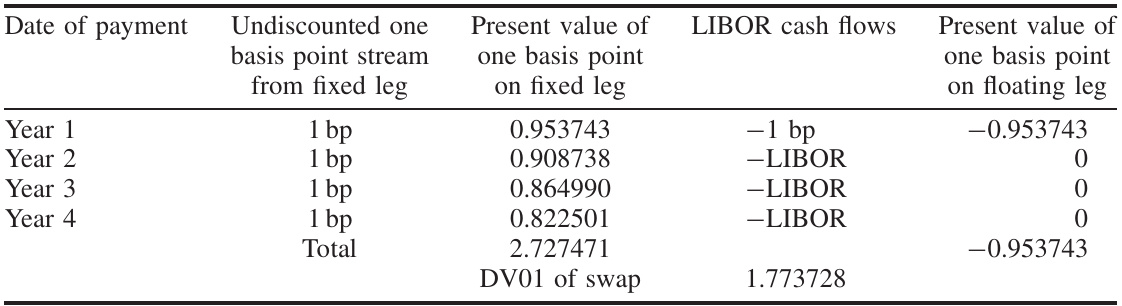 Date of payment Undiscounted one Present value of LIBOR cash flows Present value of
basis point stream one basis point one basis point
from fixed leg on fixed leg on floating leg
Year 1 1 bp 0.953743 −1 bp −0.953743
Year 2 1 bp 0.908738 −LIBOR 0
Year 3 1 bp 0.864990 −LIBOR 0
Year 4 1 bp 0.822501 −LIBOR 0
Total 2.727471 −0.953743
DV01 of swap 1.773728